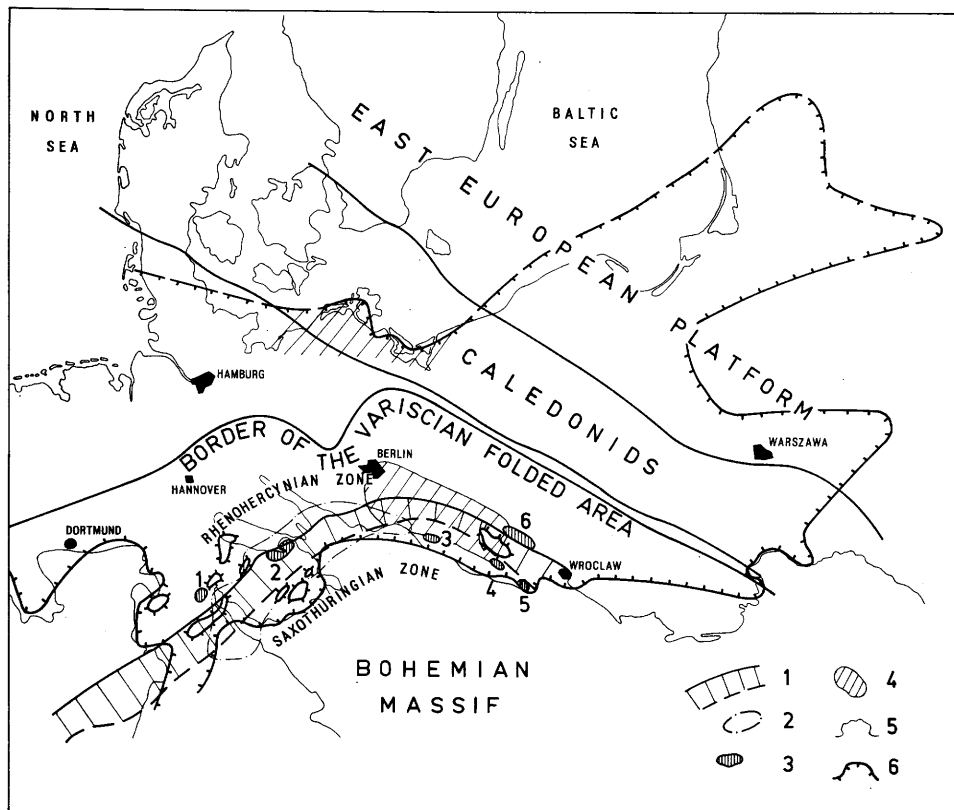 NORTH
SEA
BALTIC
SEA
EAST EUROPEAN PLATFORM
CALEDONIDS
HAMBURG
WARSZAWA
BORDER OF THE VARISCIAN FOLDED AREA
BERLIN
HANNOVER
RHENOHERCYNIAN ZONE
DORTMUND
1
2
3
4
5
6
WROCLAW
SAXOTHURINGIAN ZONE
BOHEMIAN
MASSIF
1
2
3
4
5
6